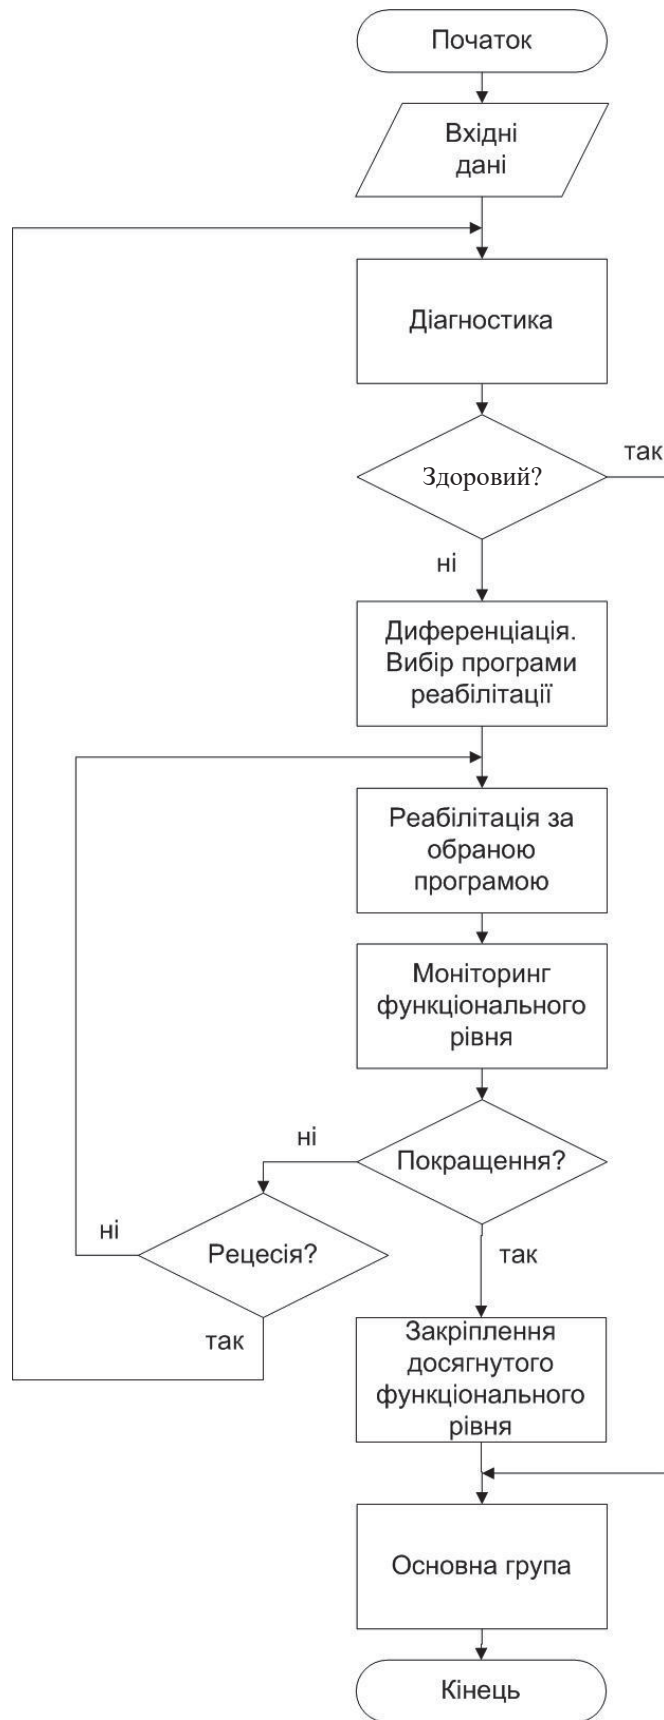 Початок
Вхідні
дані
Діагностика
так
Здоровий?
ні
Диференціація.
Вибір програми
реабілітації
Реабілітація за
обраною
програмою
Моніторинг
функціонального
рівня
ні
Покращення?
ні
Рецесія?
так
так
Закріплення
досягнутого
функціонального
рівня
Основна група
Кінець